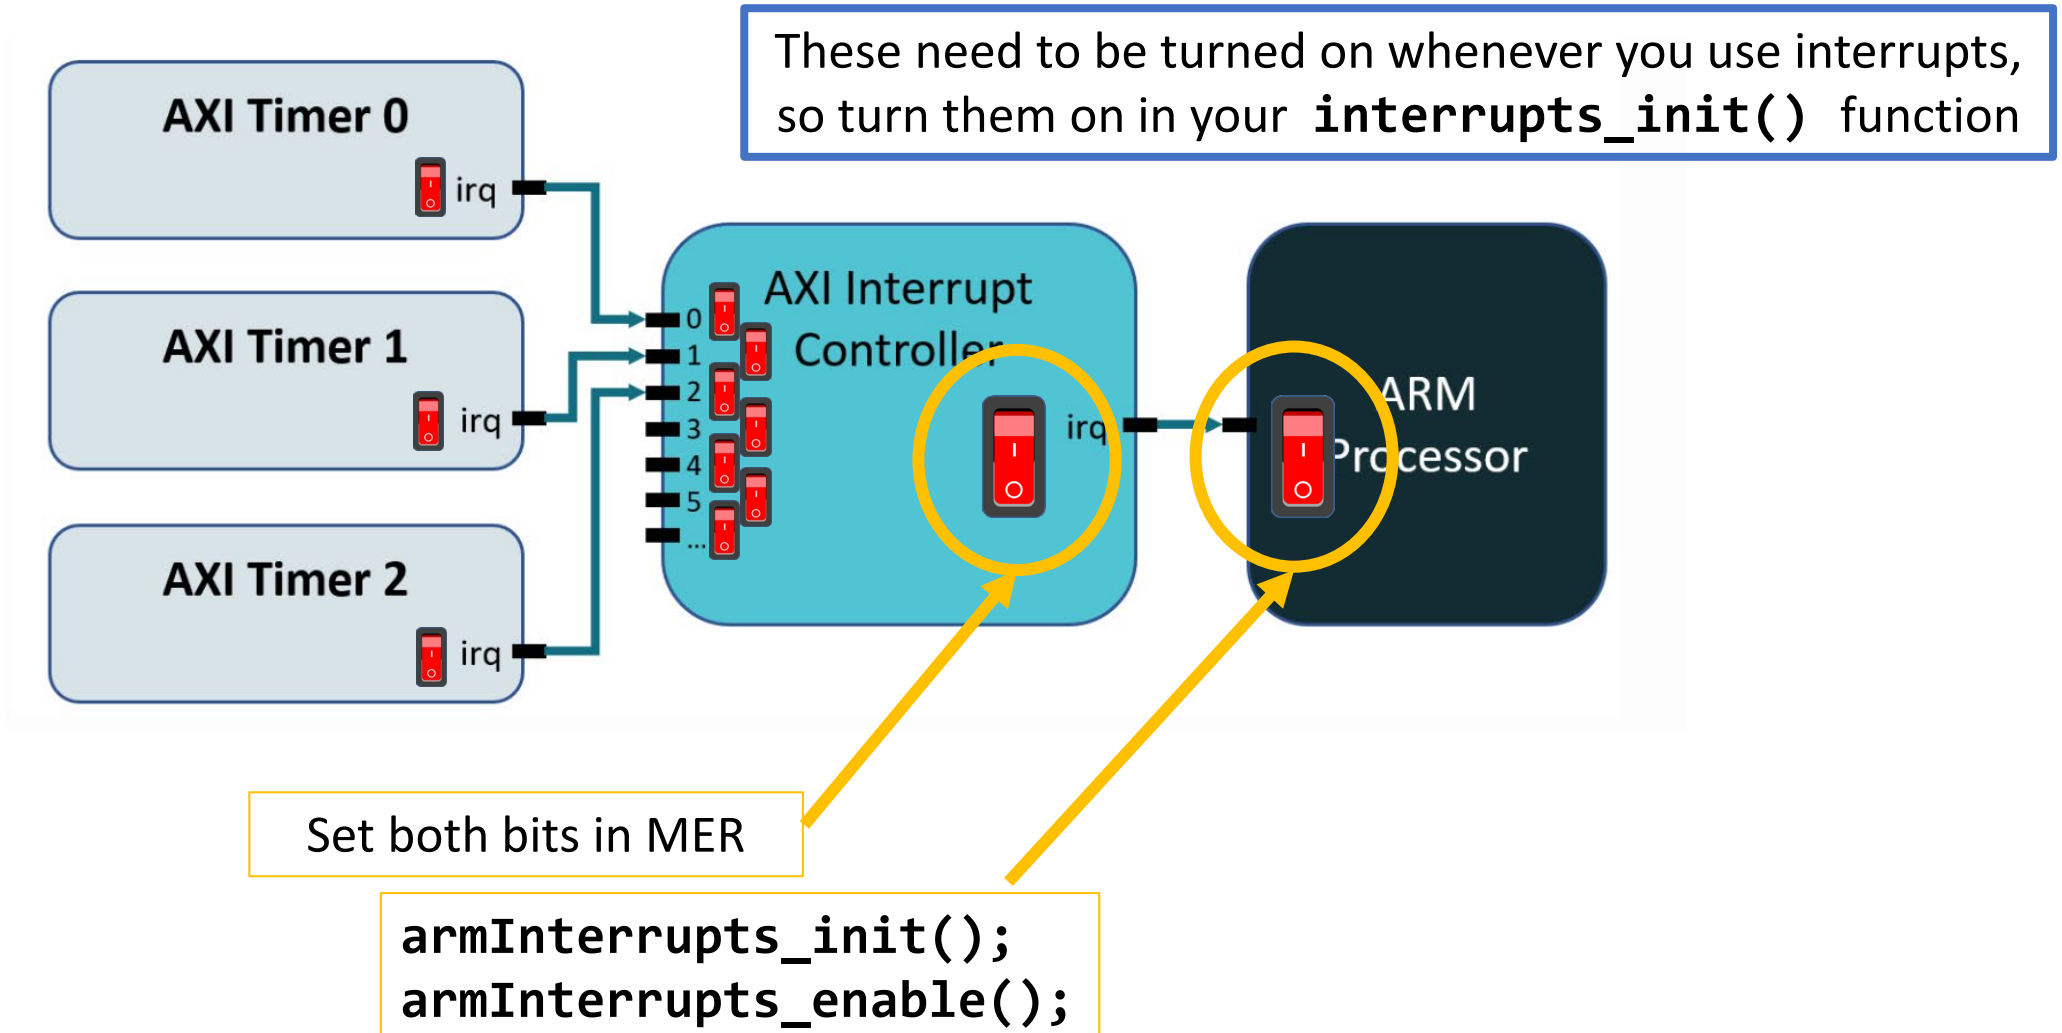 These need to be turned on whenever you use interrupts,
so turn them on in your interrupts_init() function
AXI Timer 0
irq
AXI Timer 1
irq
AXI Timer 2
irq
AXI Interrupt
Controller
0
1
2
3
4
5
...
irq
ARM
Processor
Set both bits in MER
armInterrupts_init();
armInterrupts_enable();